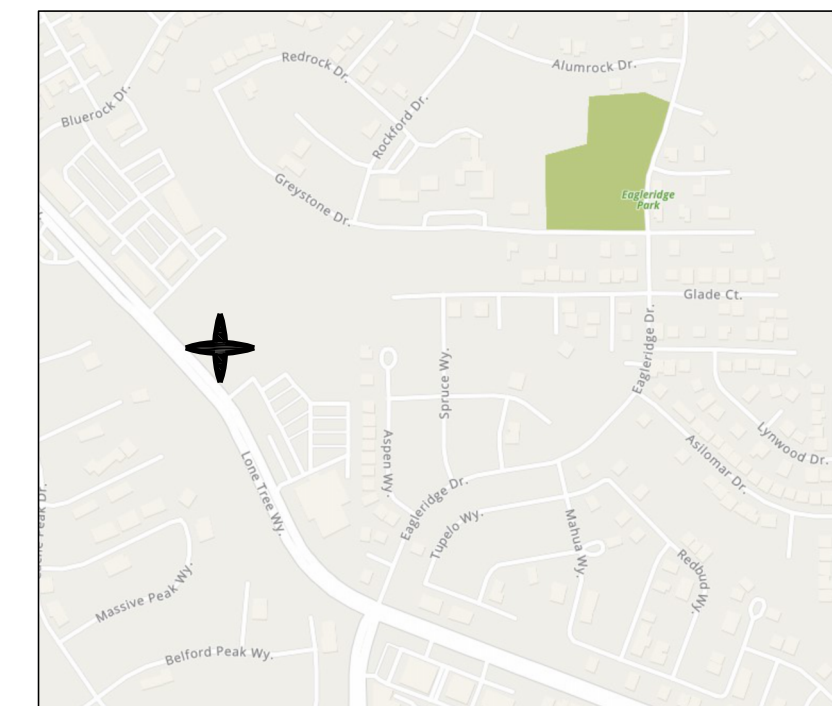 Redrock Dr.
Alumrock Dr.
Bluerock Dr.
Rockford Dr.
Greystone Dr.
Eagleridge
Park
Glade Ct.
Eagleridge Dr.
Spruce Wy.
Aspen Wy.
Lynwood Dr.
Asilomar Dr.
Lone Tree Wy.
Eagleridge Dr.
Tupelo Wy.
Mahua Wy.
Redbud Wy.
Massive Peak Wy.
Belford Peak Wy.